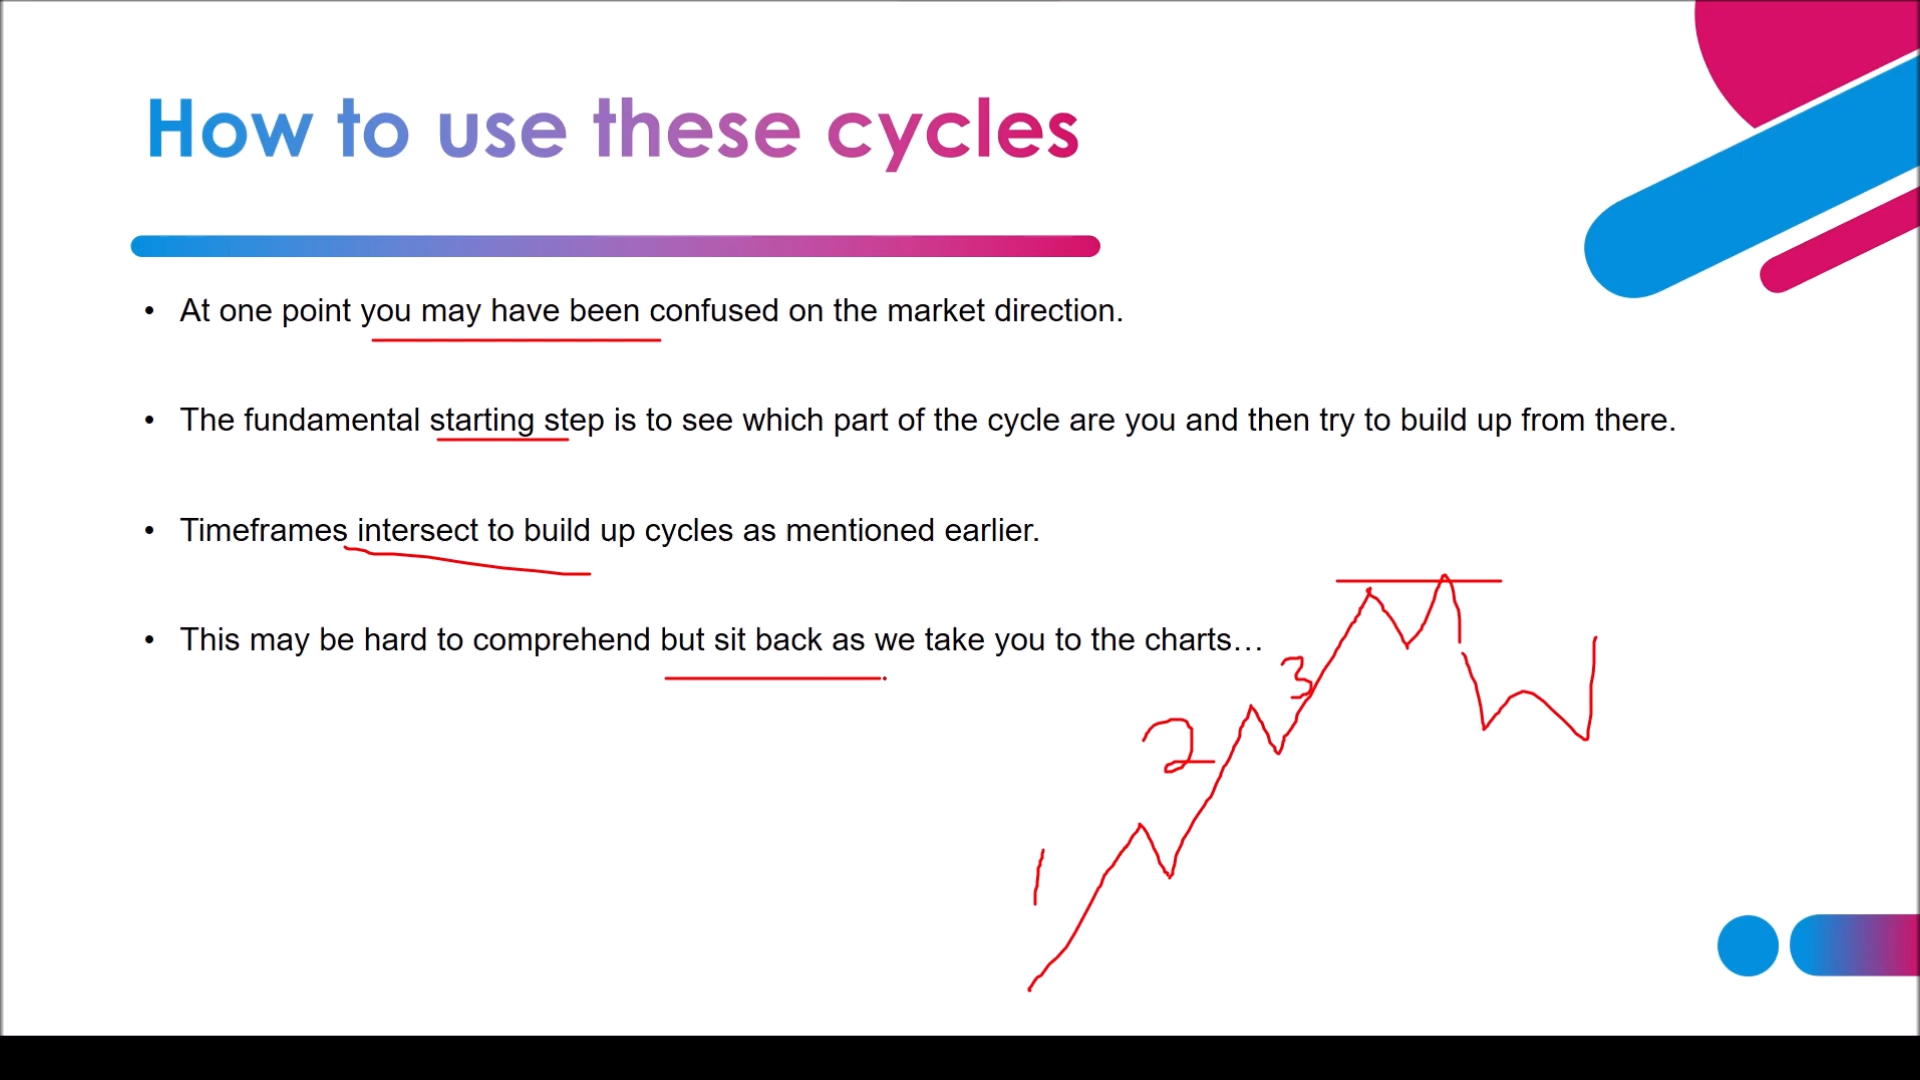 How to use these cycles
• At one point you may have been confused on the market direction.
• The fundamental starting step is to see which part of the cycle are you and then try to build up from there.
• Timeframes intersect to build up cycles as mentioned earlier.
• This may be hard to comprehend but sit back as we take you to the charts...
3
2
1